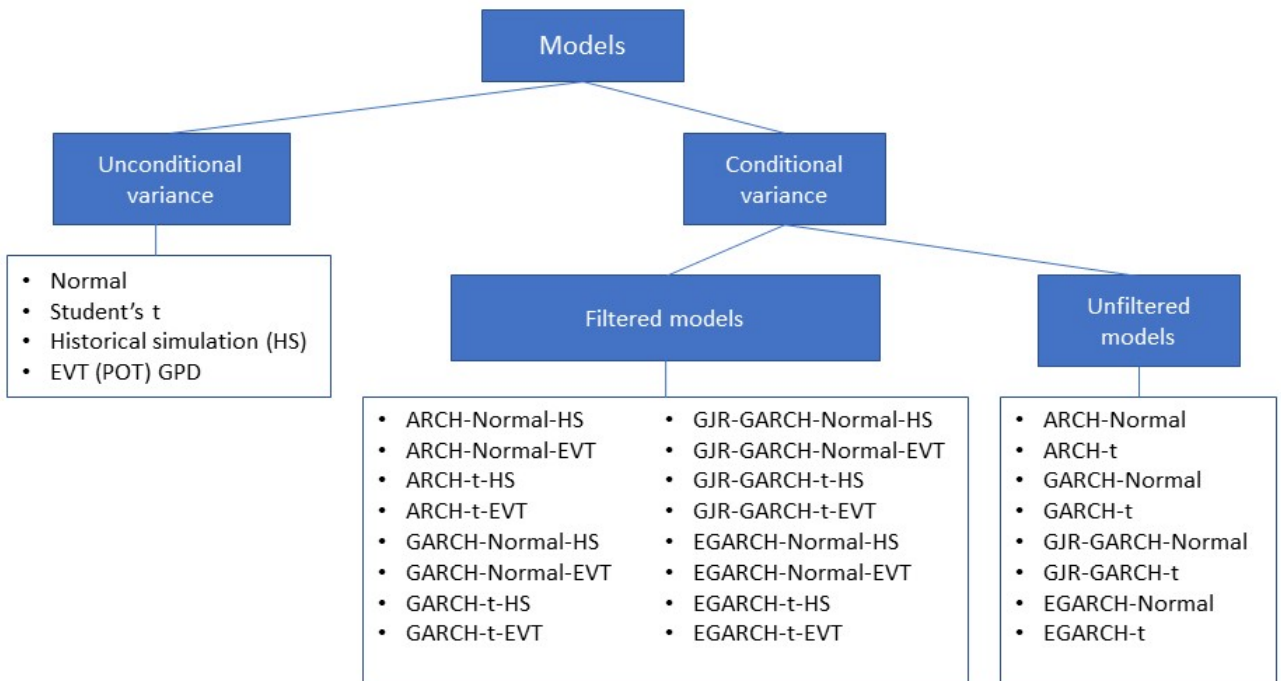 Models
Unconditional
variance
Conditional
variance
• Normal
• Student’s t
• Historical simulation (HS)
• EVT (POT) GPD
Filtered models
Unfiltered
models
• ARCH-Normal-HS
• ARCH-Normal-EVT
• ARCH-t-HS
• ARCH-t-EVT
• GARCH-Normal-HS
• GARCH-Normal-EVT
• GARCH-t-HS
• GARCH-t-EVT
• GJR-GARCH-Normal-HS
• GJR-GARCH-Normal-EVT
• GJR-GARCH-t-HS
• GJR-GARCH-t-EVT
• EGARCH-Normal-HS
• EGARCH-Normal-EVT
• EGARCH-t-HS
• EGARCH-t-EVT
• ARCH-Normal
• ARCH-t
• GARCH-Normal
• GARCH-t
• GJR-GARCH-Normal
• GJR-GARCH-t
• EGARCH-Normal
• EGARCH-t